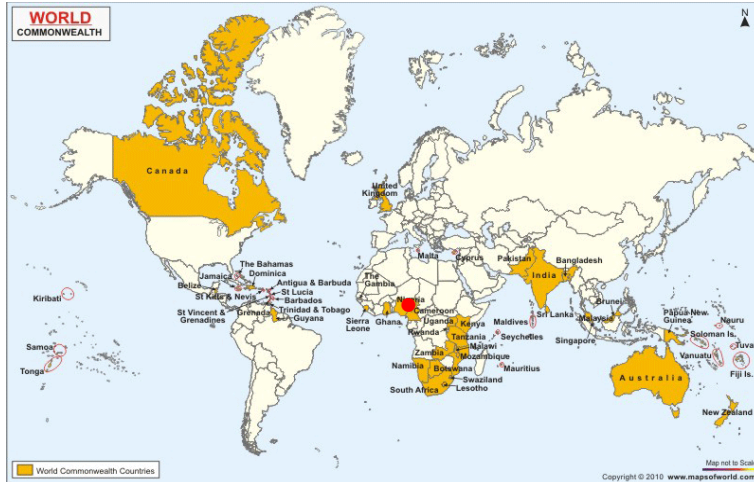 WORLD
COMMONWEALTH
N
Canada
United
Kingdom
The Bahamas
Jamaica
Dominica
Belize
Antigua & Barbuda
St Kitts & Nevis
St Lucia
Barbados
St Vincent &
Grenadines
Grenada
Trinidad & Tobago
Guyana
Kiribati
Samoa
Tonga
Malta
Cyprus
The
Gambia
Sierra
Leone
Ghana
Cameroon
Uganda
Kenya
Rwanda
Tanzania
Malawi
Zambia
Mozambique
Namibia
Botswana
Swaziland
South Africa
Lesotho
Maldives
Seychelles
Mauritius
Pakistan
India
Bangladesh
Sri Lanka
Brunei
Malaysia
Singapore
Papua New
Guinea
Nauru
Soloman Is.
Vanuatu
Fiji Is.
Australia
New Zealand
World Commonwealth Countries
Map not to Scale
Copyright © 2010 www.mapsofworld.com